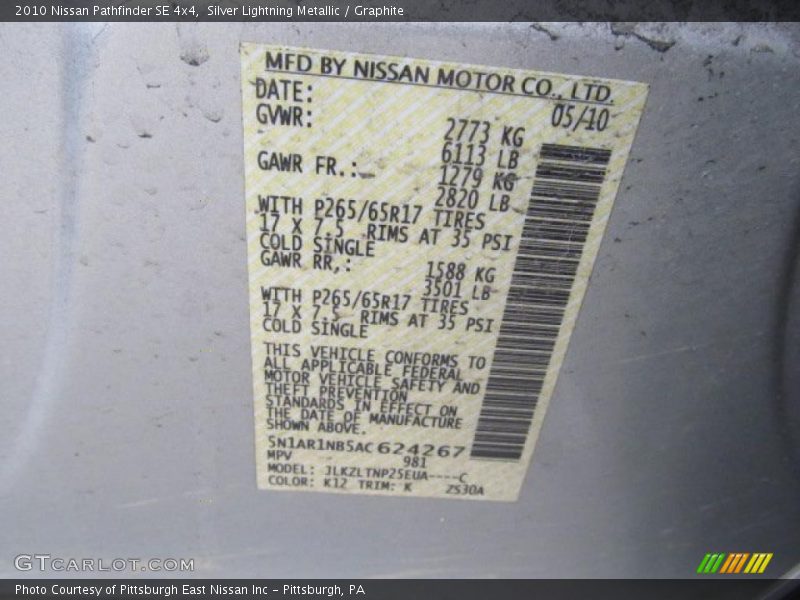 2010 Nissan Pathfinder SE 4x4, Silver Lightning Metallic / Graphite
MFD BY NISSAN MOTOR CO., LTD.
DATE: 05/10
GVWR: 2773 KG
6113 LB
GAWR FR.: 1279 KG
2820 LB
WITH P265/65R17 TIRES
17 X 7.5 RIMS AT 35 PSI
COLD SINGLE
GAWR RR,: 1588 KG
3501 LB
WITH P265/65R17 TIRES
17 X 7.5 RIMS AT 35 PSI
COLD SINGLE
THIS VEHICLE CONFORMS TO
ALL APPLICABLE FEDERAL
MOTOR VEHICLE SAFETY AND
THEFT PREVENTION
STANDARDS IN EFFECT ON
THE DATE OF MANUFACTURE
SHOWN ABOVE.
5N1AR1NB5AC624267
MPV 981
MODEL: JLKZLTNP25EUA----C
COLOR: K12 TRIM: K ZS30A
GTCARLOT.COM
Photo Courtesy of Pittsburgh East Nissan Inc - Pittsburgh, PA